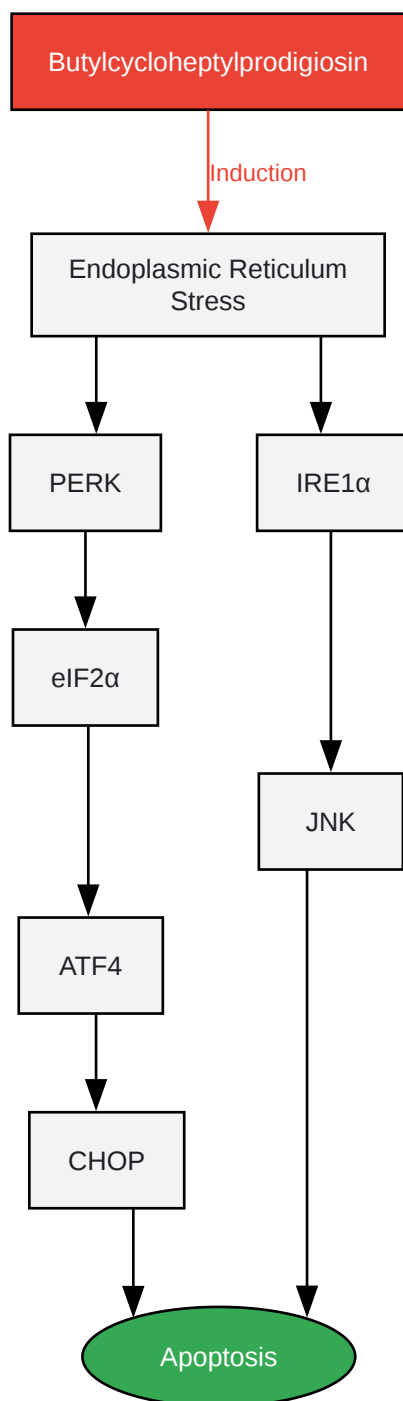 Butylcycloheptylprodigiosin
Induction
Endoplasmic Reticulum
Stress
PERK
IRE1α
eIF2α
JNK
ATF4
CHOP
Apoptosis